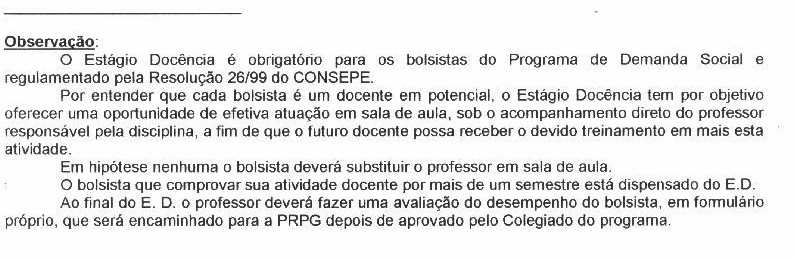 Observação:
O Estágio Docência é obrigatório para os bolsistas do Programa de Demanda Social e
regulamentado pela Resolução 26/99 do CONSEPE.
Por entender que cada bolsista é um docente em potencial, o Estágio Docência tem por objetivo
oferecer uma oportunidade de efetiva atuação em sala de aula, sob o acompanhamento direto do professor
responsável pela disciplina, a fim de que o futuro docente possa receber o devido treinamento em mais esta
atividade.
Em hipótese nenhuma o bolsista deverá substituir o professor em sala de aula.
O bolsista que comprovar sua atividade docente por mais de um semestre está dispensado do E.D.
Ao final do E. D. o professor deverá fazer uma avaliação do desempenho do bolsista, em formulário
próprio, que será encaminhado para a PRPG depois de aprovado pelo Colegiado do programa.